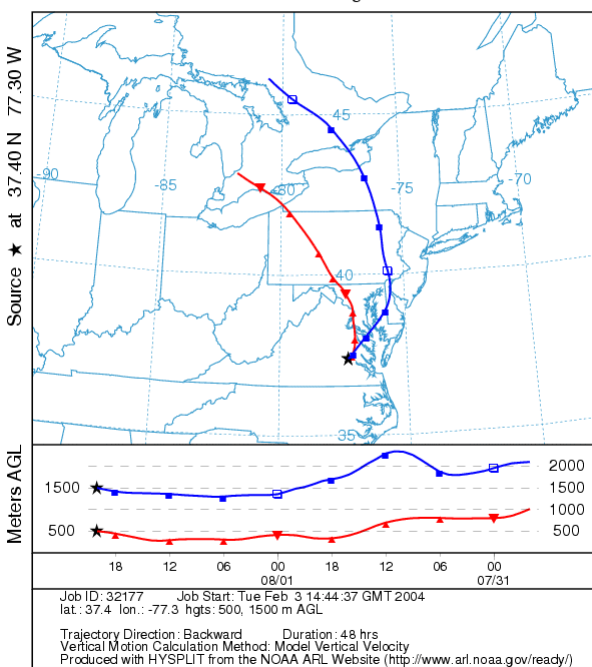 Source ★ at 37.40 N 77.30 W
45
-90
-85
-80
-75
-70
40
35
Meters AGL
1500
500
2000
1500
1000
500
18 12 06 00 18 12 06 00
08/01 07/31
Job ID: 32177 Job Start: Tue Feb 3 14:44:37 GMT 2004
lat.: 37.4 lon.: -77.3 hgts: 500, 1500 m AGL
Trajectory Direction: Backward Duration: 48 hrs
Vertical Motion Calculation Method: Model Vertical Velocity
Produced with HYSPLIT from the NOAA ARL Website (http://www.arl.noaa.gov/ready/)